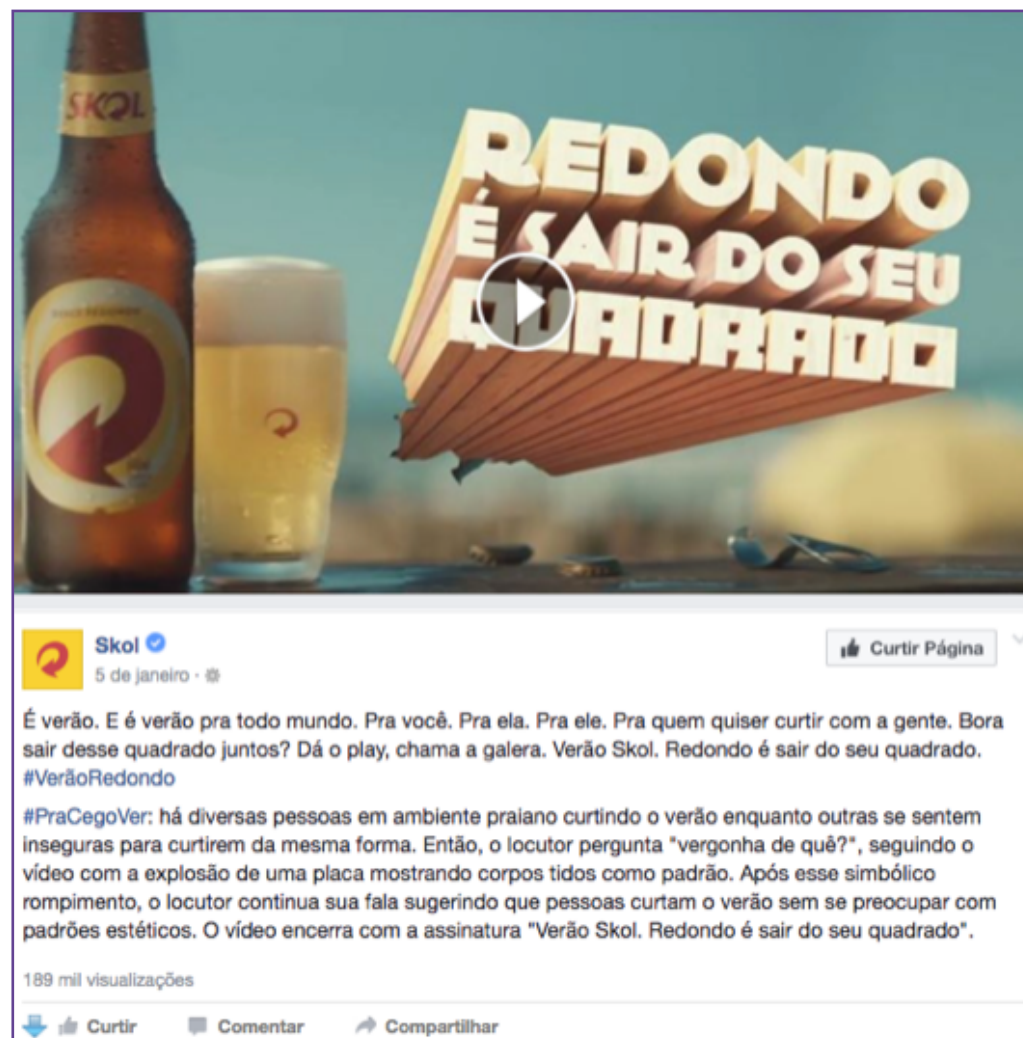 SKOL
REDONDO
É SAIR DO SEU
QUADRADO
Skol
5 de janeiro
Curtir Página
É verão. E é verão pra todo mundo. Pra você. Pra ela. Pra ele. Pra quem quiser curtir com a gente. Bora
sair desse quadrado juntos? Dá o play, chama a galera. Verão Skol. Redondo é sair do seu quadrado.
#VerãoRedondo
#PraCegoVer: há diversas pessoas em ambiente praiano curtindo o verão enquanto outras se sentem
inseguras para curtirem da mesma forma. Então, o locutor pergunta "vergonha de quê?", seguindo o
vídeo com a explosão de uma placa mostrando corpos tidos como padrão. Após esse simbólico
rompimento, o locutor continua sua fala sugerindo que pessoas curtam o verão sem se preocupar com
padrões estéticos. O vídeo encerra com a assinatura "Verão Skol. Redondo é sair do seu quadrado".
189 mil visualizações
Curtir Comentar Compartilhar